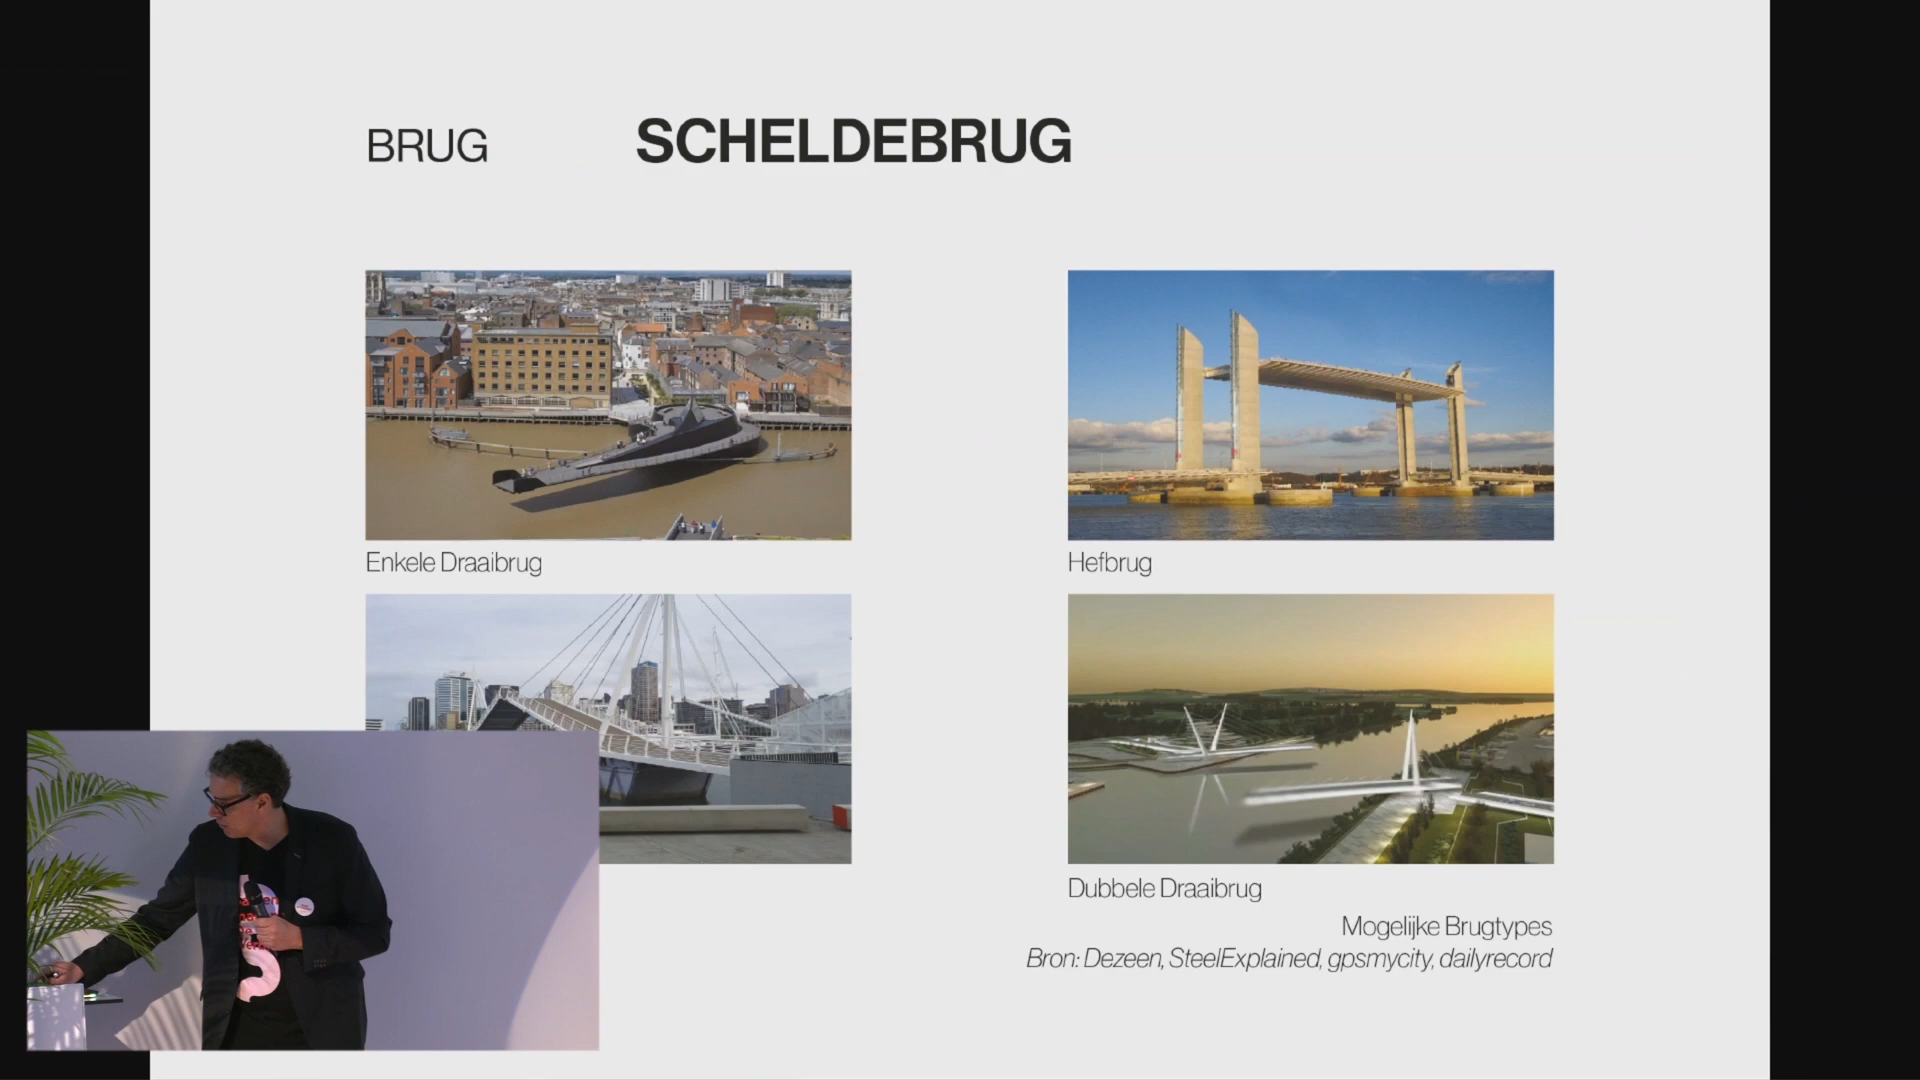 BRUG
SCHELDEBRUG
Enkele Draaibrug
Hefbrug
Dubbele Draaibrug
Mogelijke Brugtypes
Bron: Dezeen, SteelExplained, gpsmycity, dailyrecord